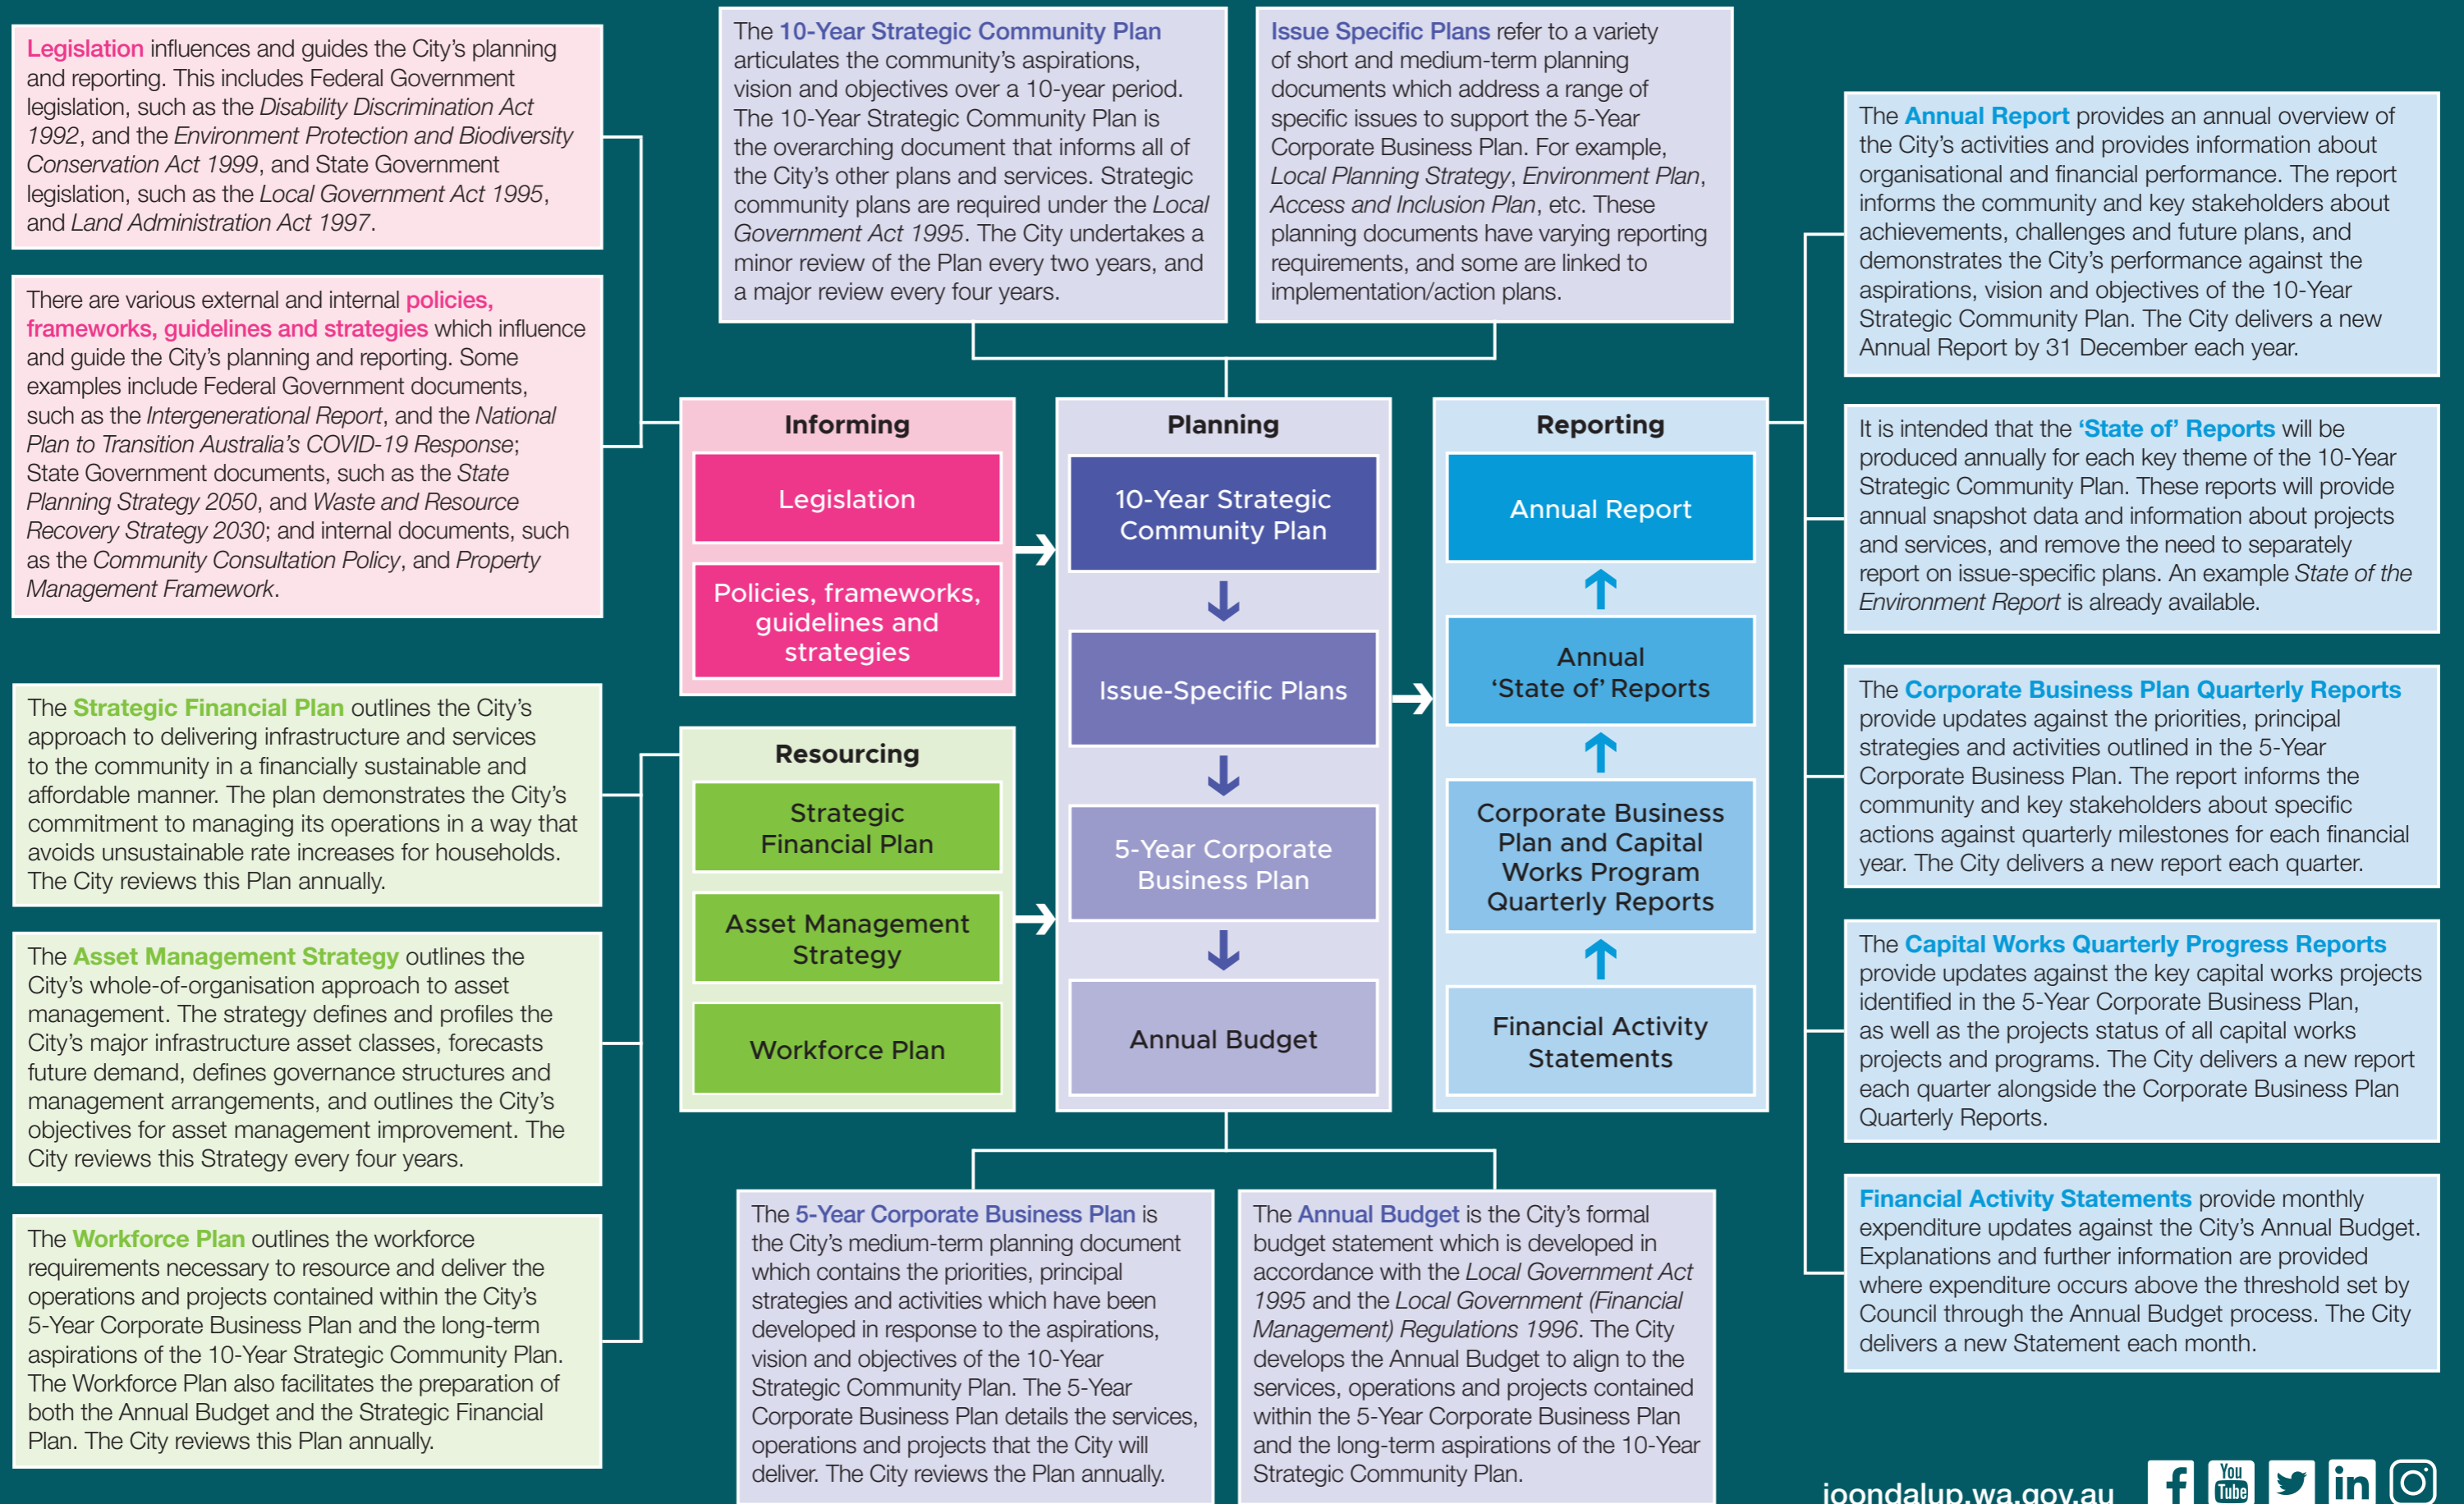 Legislation influences and guides the City's planning
and reporting. This includes Federal Government
legislation, such as the Disability Discrimination Act
1992, and the Environment Protection and Biodiversity
Conservation Act 1999, and State Government
legislation, such as the Local Government Act 1995,
and Land Administration Act 1997.
There are various external and internal policies,
frameworks, guidelines and strategies which influence
and guide the City's planning and reporting. Some
examples include Federal Government documents,
such as the Intergenerational Report, and the National
Plan to Transition Australia's COVID-19 Response;
State Government documents, such as the State
Planning Strategy 2050, and Waste and Resource
Recovery Strategy 2030; and internal documents, such
as the Community Consultation Policy, and Property
Management Framework.
The Strategic Financial Plan outlines the City's
approach to delivering infrastructure and services
to the community in a financially sustainable and
affordable manner. The plan demonstrates the City's
commitment to managing its operations in a way that
avoids unsustainable rate increases for households.
The City reviews this Plan annually.
The Asset Management Strategy outlines the
City's whole-of-organisation approach to asset
management. The strategy defines and profiles the
City's major infrastructure asset classes, forecasts
future demand, defines governance structures and
management arrangements, and outlines the City's
objectives for asset management improvement. The
City reviews this Strategy every four years.
The Workforce Plan outlines the workforce
requirements necessary to resource and deliver the
operations and projects contained within the City's
5-Year Corporate Business Plan and the long-term
aspirations of the 10-Year Strategic Community Plan.
The Workforce Plan also facilitates the preparation of
both the Annual Budget and the Strategic Financial
Plan. The City reviews this Plan annually.
The 10-Year Strategic Community Plan
articulates the community's aspirations,
vision and objectives over a 10-year period.
The 10-Year Strategic Community Plan is
the overarching document that informs all of
the City's other plans and services. Strategic
community plans are required under the Local
Government Act 1995. The City undertakes a
minor review of the Plan every two years, and
a major review every four years.
Issue Specific Plans refer to a variety
of short and medium-term planning
documents which address a range of
specific issues to support the 5-Year
Corporate Business Plan. For example,
Local Planning Strategy, Environment Plan,
Access and Inclusion Plan, etc. These
planning documents have varying reporting
requirements, and some are linked to
implementation/action plans.
Informing
Legislation
Policies, frameworks,
guidelines and
strategies
Resourcing
Strategic
Financial Plan
Asset Management
Strategy
Workforce Plan
Planning
10-Year Strategic
Community Plan
Issue-Specific Plans
5-Year Corporate
Business Plan
Annual Budget
Reporting
Annual Report
Annual
'State of' Reports
Corporate Business
Plan and Capital
Works Program
Quarterly Reports
Financial Activity
Statements
The 5-Year Corporate Business Plan is
the City's medium-term planning document
which contains the priorities, principal
strategies and activities which have been
developed in response to the aspirations,
vision and objectives of the 10-Year
Strategic Community Plan. The 5-Year
Corporate Business Plan details the services,
operations and projects that the City will
deliver. The City reviews the Plan annually.
The Annual Budget is the City's formal
budget statement which is developed in
accordance with the Local Government Act
1995 and the Local Government (Financial
Management) Regulations 1996. The City
develops the Annual Budget to align to the
services, operations and projects contained
within the 5-Year Corporate Business Plan
and the long-term aspirations of the 10-Year
Strategic Community Plan.
The Annual Report provides an annual overview of
the City's activities and provides information about
organisational and financial performance. The report
informs the community and key stakeholders about
achievements, challenges and future plans, and
demonstrates the City's performance against the
aspirations, vision and objectives of the 10-Year
Strategic Community Plan. The City delivers a new
Annual Report by 31 December each year.
It is intended that the 'State of' Reports will be
produced annually for each key theme of the 10-Year
Strategic Community Plan. These reports will provide
annual snapshot data and information about projects
and services, and remove the need to separately
report on issue-specific plans. An example State of the
Environment Report is already available.
The Corporate Business Plan Quarterly Reports
provide updates against the priorities, principal
strategies and activities outlined in the 5-Year
Corporate Business Plan. The report informs the
community and key stakeholders about specific
actions against quarterly milestones for each financial
year. The City delivers a new report each quarter.
The Capital Works Quarterly Progress Reports
provide updates against the key capital works projects
identified in the 5-Year Corporate Business Plan,
as well as the projects status of all capital works
projects and programs. The City delivers a new report
each quarter alongside the Corporate Business Plan
Quarterly Reports.
Financial Activity Statements provide monthly
expenditure updates against the City's Annual Budget.
Explanations and further information are provided
where expenditure occurs above the threshold set by
Council through the Annual Budget process. The City
delivers a new Statement each month.
joondalup.wa.gov.au
You
Tube
in